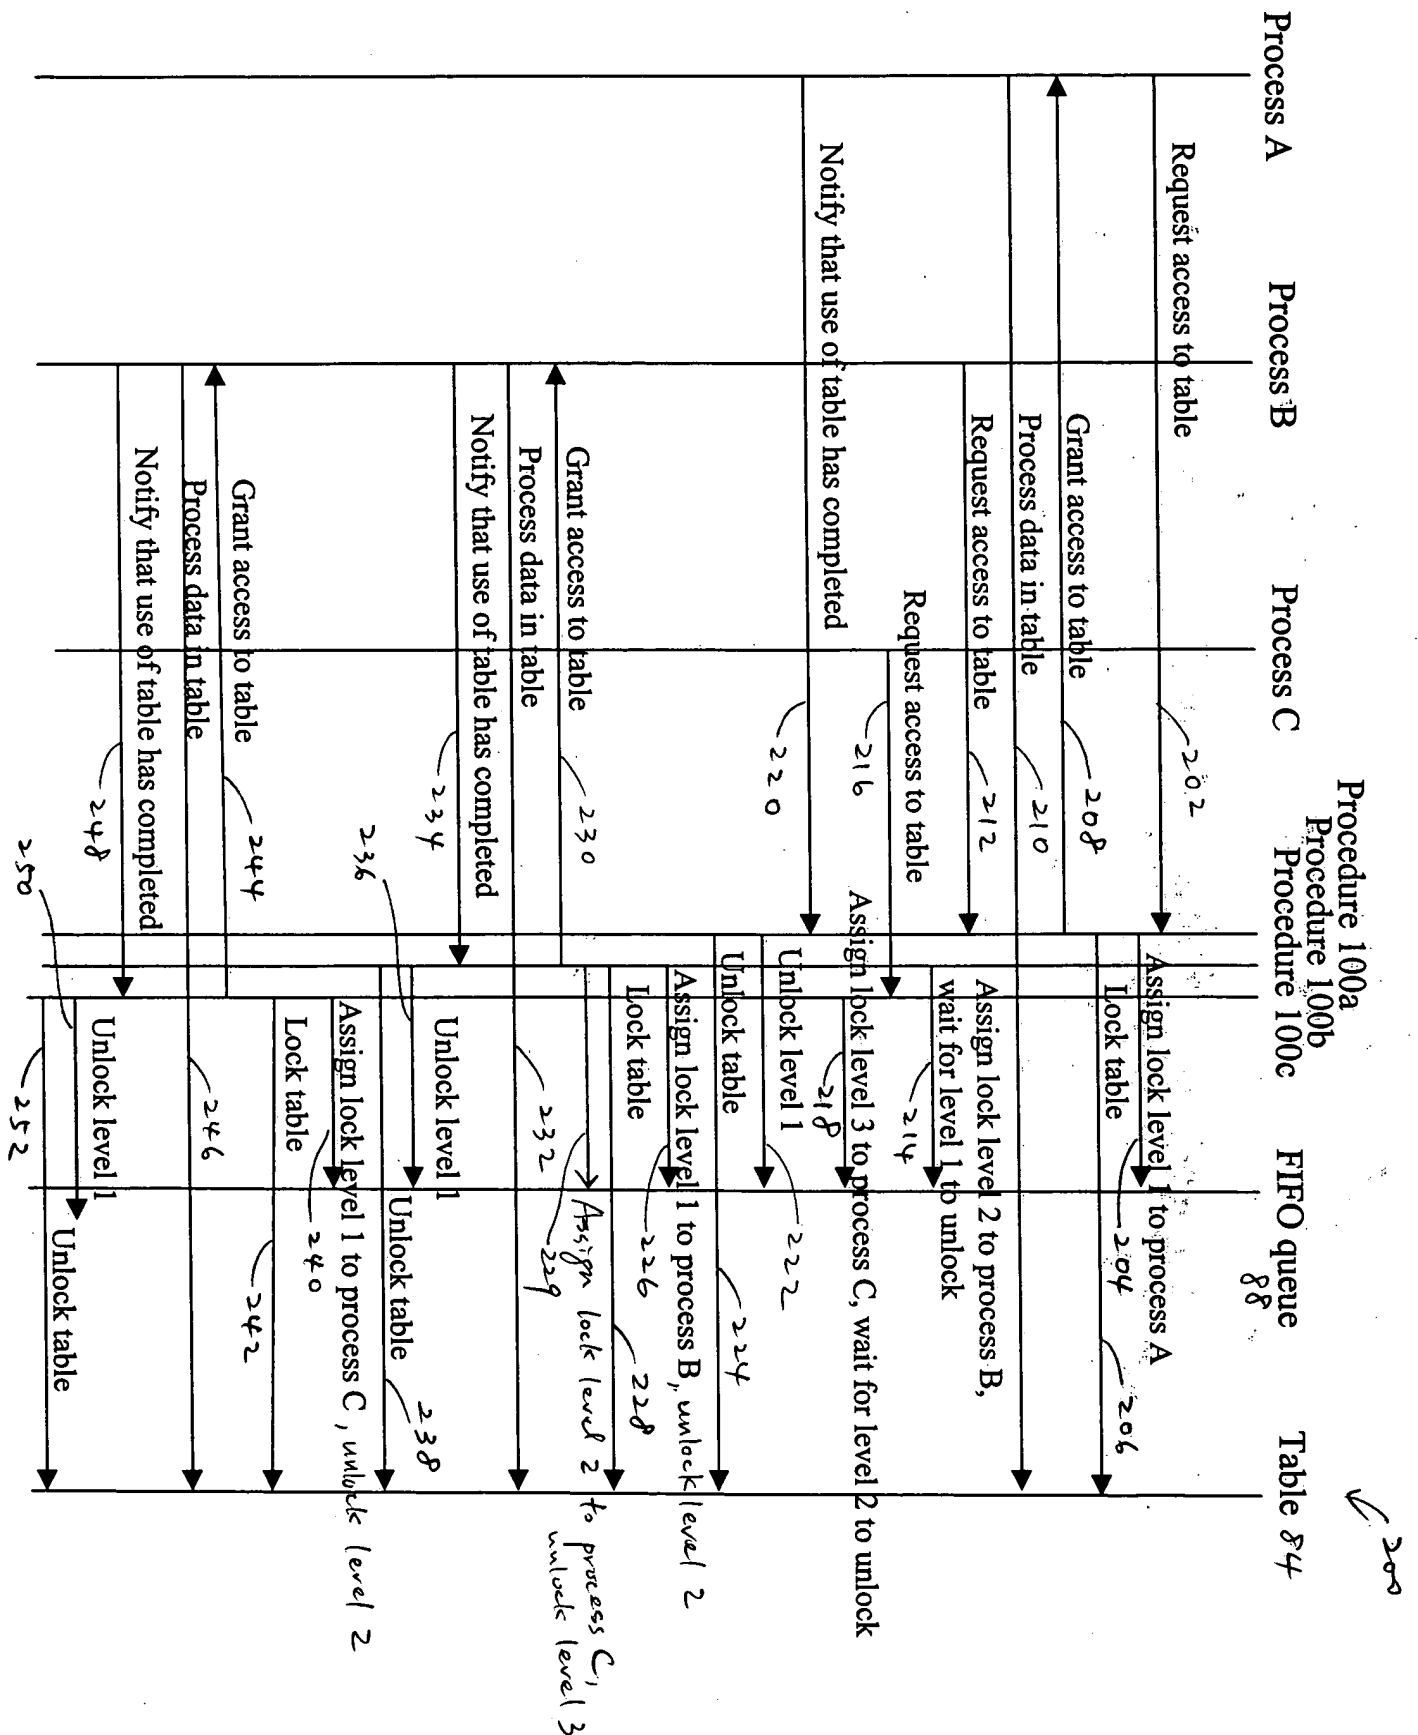 200
Process A
Process B
Process C
Procedure 100a
Procedure 100b
Procedure 100c
FIFO queue
88
Table 84
Request access to table
202
Assign lock level 1 to process A
204
Lock table
206
Grant access to table
208
Process data in table
210
Request access to table
212
Assign lock level 2 to process B,
wait for level 1 to unlock
214
Request access to table
216
Assign lock level 3 to process C, wait for level 2 to unlock
218
Notify that use of table has completed
220
Unlock level 1
222
Unlock table
224
Assign lock level 1 to process B, unlock level 2
226
Lock table
228
Assign lock level 2 to process C,
unlock level 3
229
Grant access to table
230
Process data in table
232
Notify that use of table has completed
234
Unlock level 1
236
Unlock table
238
Assign lock level 1 to process C, unlock level 2
240
Lock table
242
Grant access to table
244
Process data in table
246
Notify that use of table has completed
248
Unlock level 1
250
Unlock table
252